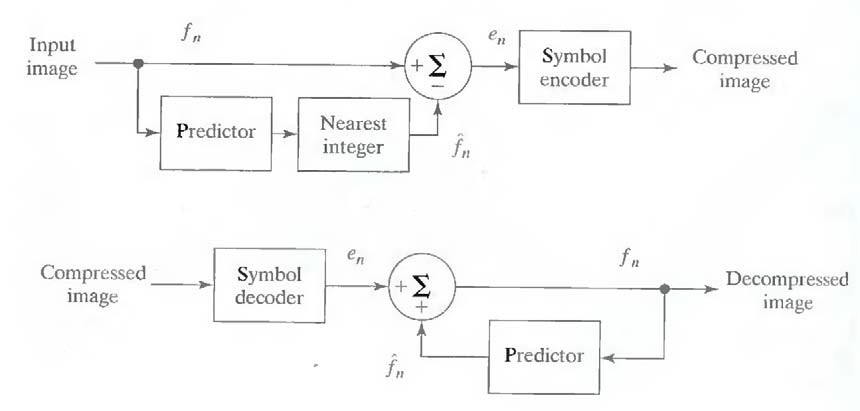 Input
image
f_n
+ Σ
−
e_n
Symbol
encoder
Compressed
image
Predictor
Nearest
integer
f̂_n
Compressed
image
Symbol
decoder
e_n
+ Σ
+
f_n
Decompressed
image
f̂_n
Predictor